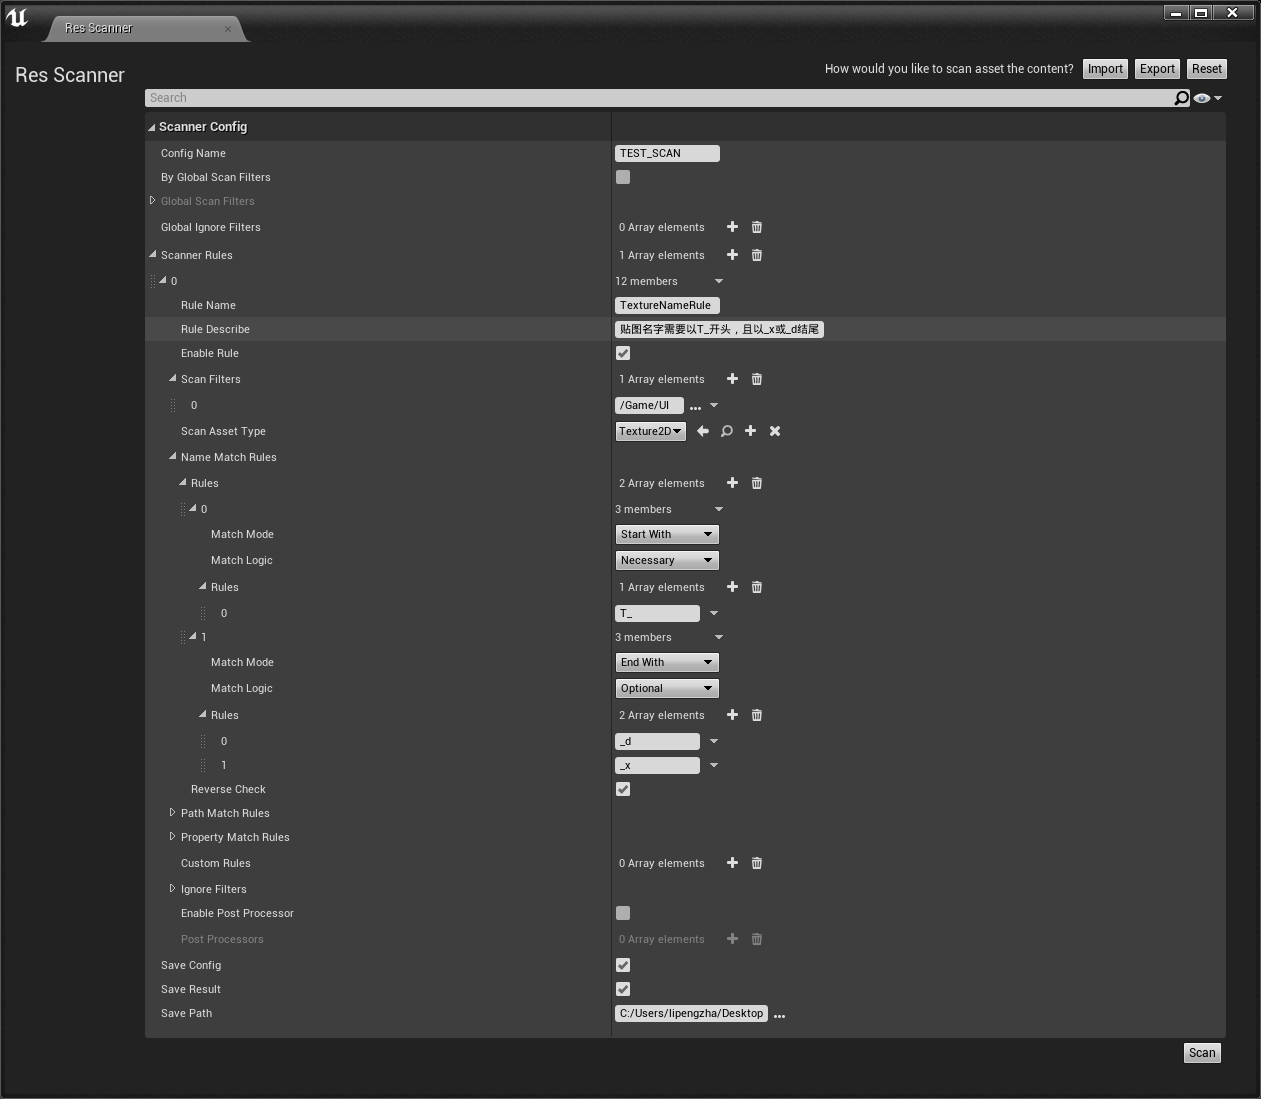 Res Scanner
Res Scanner
How would you like to scan asset the content? Import Export Reset
Search
Scanner Config
Config Name TEST_SCAN
By Global Scan Filters
Global Scan Filters
Global Ignore Filters 0 Array elements
Scanner Rules 1 Array elements
0 12 members
Rule Name TextureNameRule
Rule Describe 贴图名字需要以T_开头，且以_x或_d结尾
Enable Rule
Scan Filters 1 Array elements
0 /Game/UI ...
Scan Asset Type Texture2D
Name Match Rules
Rules 2 Array elements
0 3 members
Match Mode Start With
Match Logic Necessary
Rules 1 Array elements
0 T_
1 3 members
Match Mode End With
Match Logic Optional
Rules 2 Array elements
0 _d
1 _x
Reverse Check
Path Match Rules
Property Match Rules
Custom Rules 0 Array elements
Ignore Filters
Enable Post Processor
Post Processors 0 Array elements
Save Config
Save Result
Save Path C:/Users/lipengzha/Desktop ...
Scan